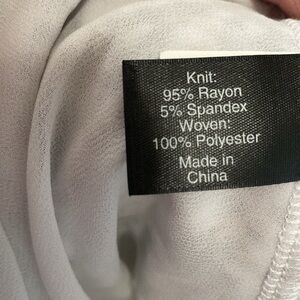 Knit:
95% Rayon
5% Spandex
Woven:
100% Polyester
Made in
China